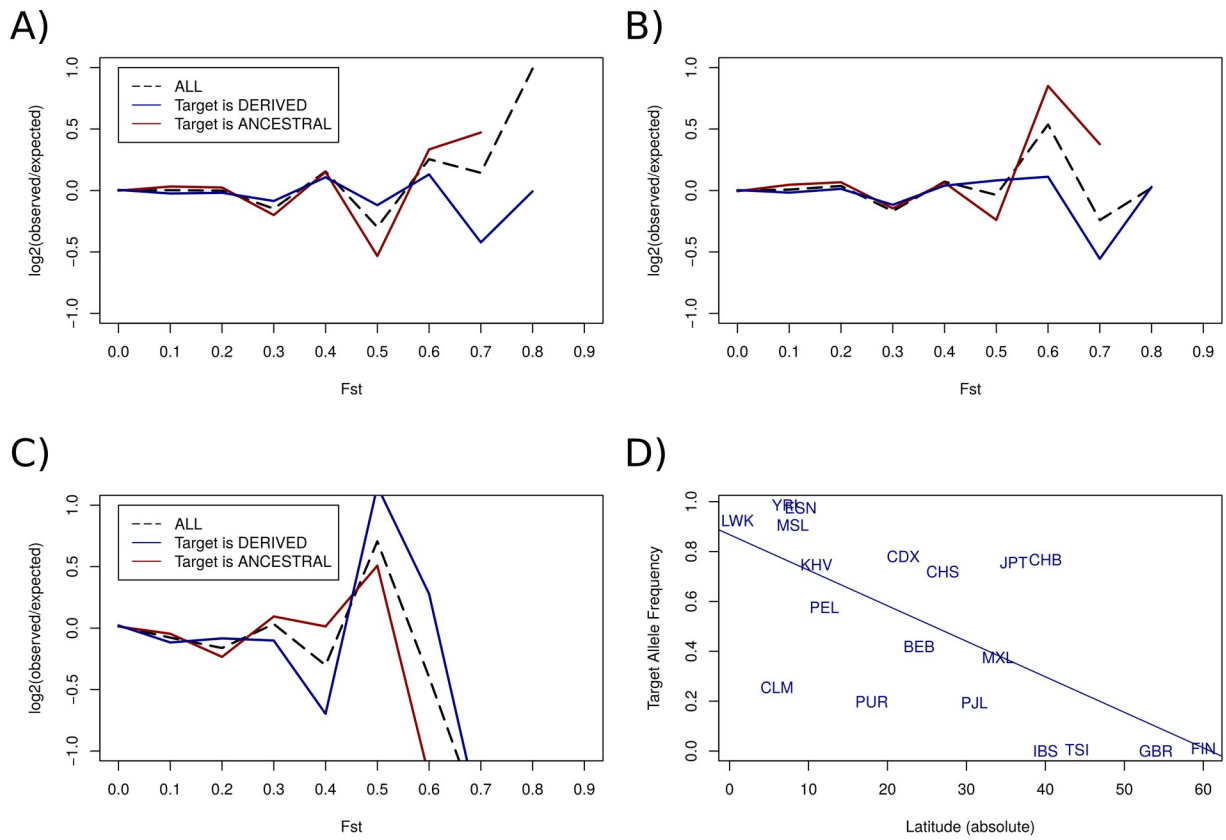 A)
log2(observed/expected)
1.0
0.5
0.0
−0.5
−1.0
ALL
Target is DERIVED
Target is ANCESTRAL
0.0 0.1 0.2 0.3 0.4 0.5 0.6 0.7 0.8 0.9
Fst
B)
log2(observed/expected)
1.0
0.5
0.0
−0.5
−1.0
0.0 0.1 0.2 0.3 0.4 0.5 0.6 0.7 0.8 0.9
Fst
C)
log2(observed/expected)
1.0
0.5
0.0
−0.5
−1.0
ALL
Target is DERIVED
Target is ANCESTRAL
0.0 0.1 0.2 0.3 0.4 0.5 0.6 0.7 0.8 0.9
Fst
D)
Target Allele Frequency
1.0
0.8
0.6
0.4
0.2
0.0
YRI ESN
LWK
MSL
KHV
CDX
CHS
JPT CHB
PEL
BEB
MXL
CLM
PUR
PJL
IBS TSI
GBR FIN
0 10 20 30 40 50 60
Latitude (absolute)